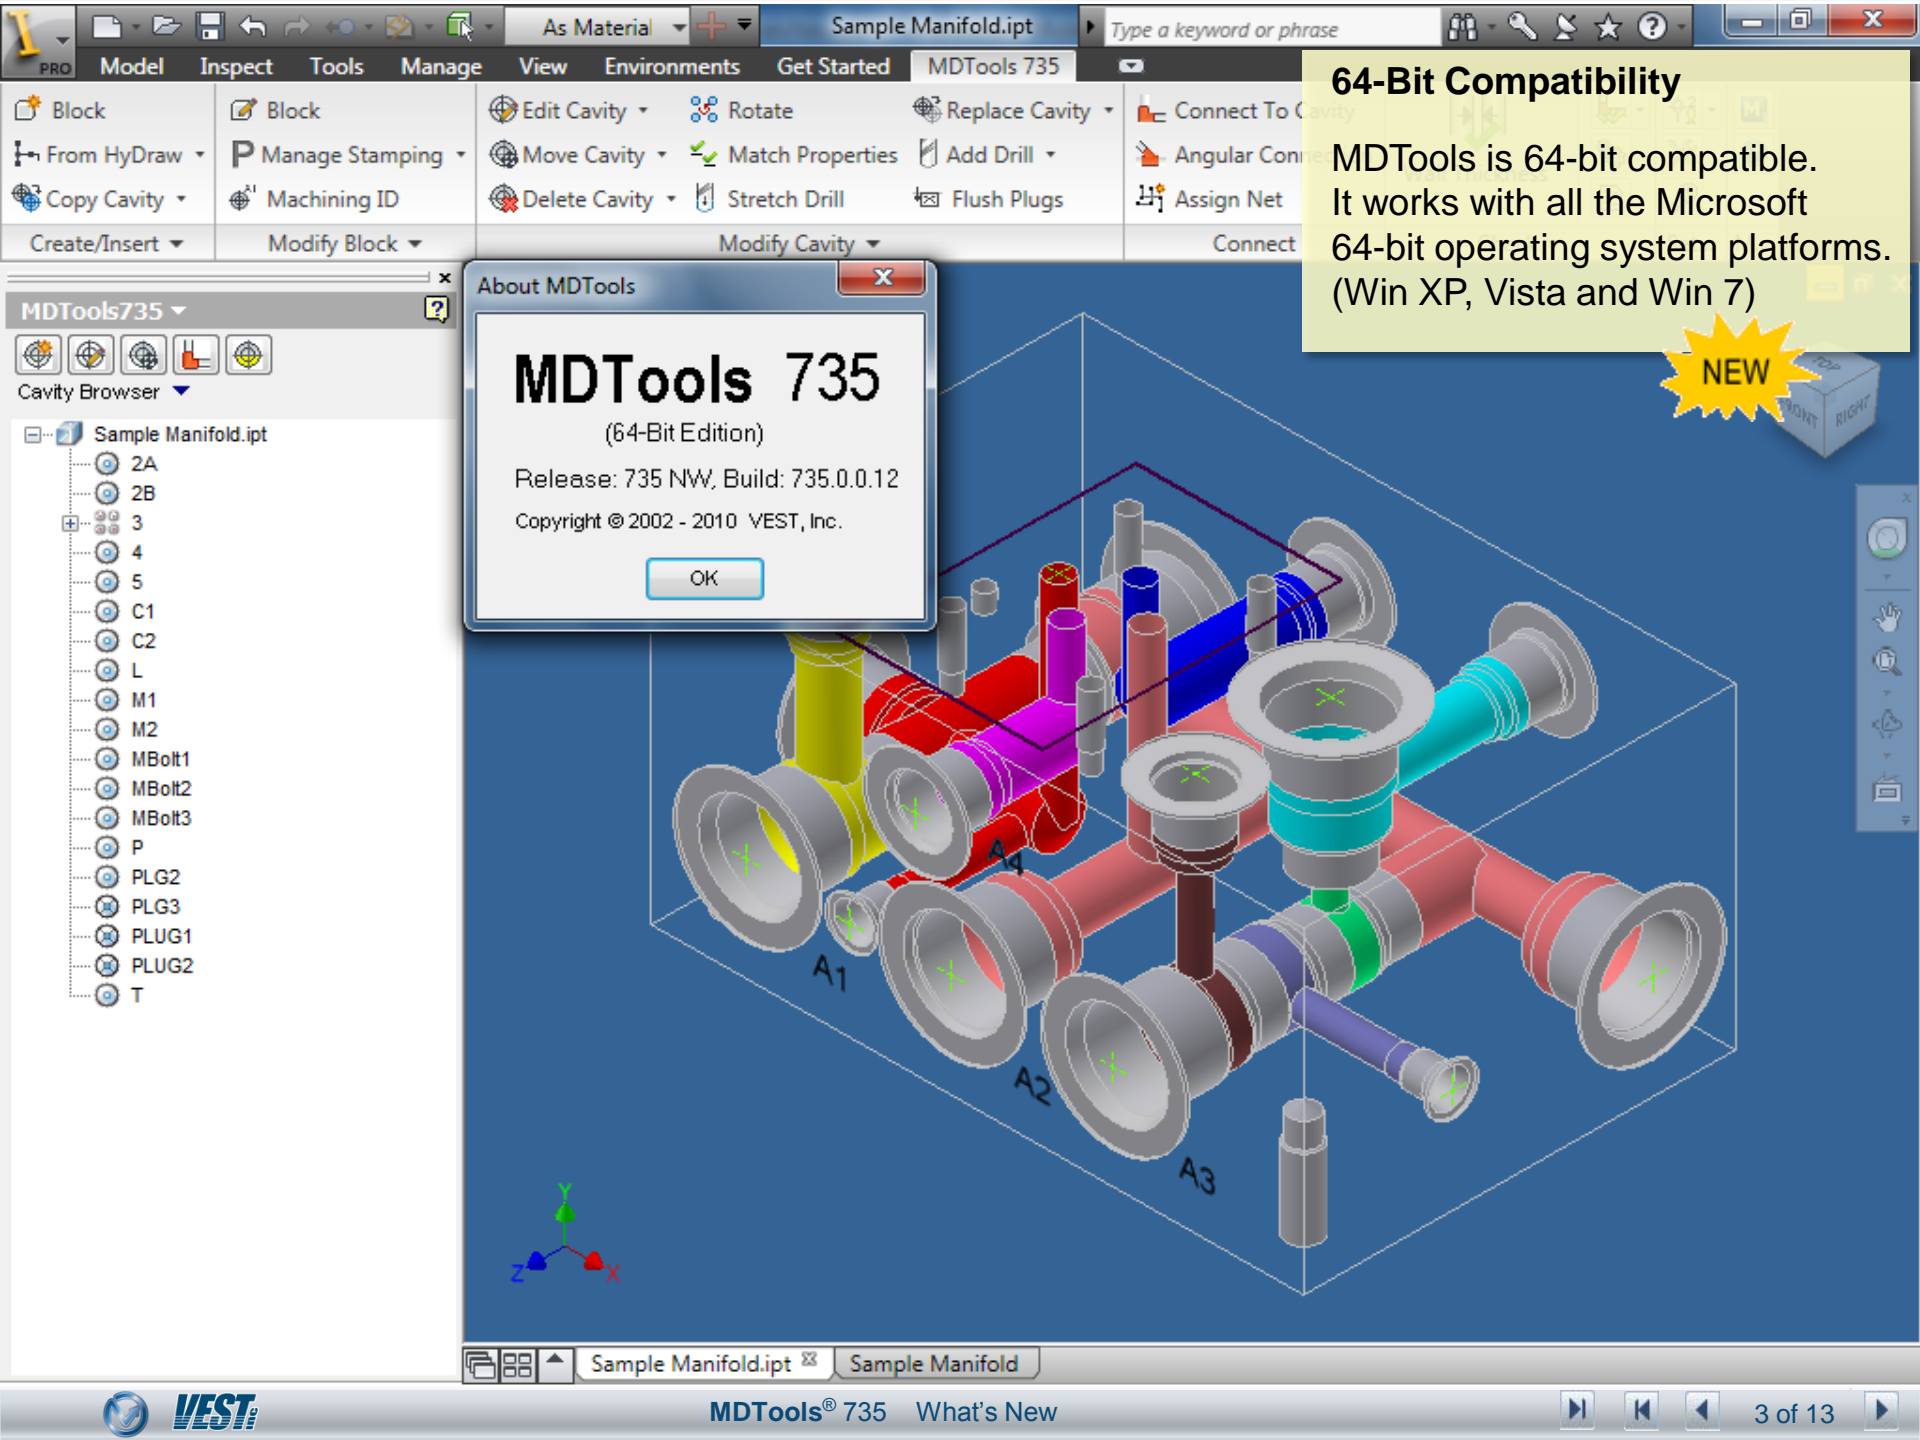 As Material
Sample Manifold.ipt
Type a keyword or phrase
PRO
Model Inspect Tools Manage View Environments Get Started MDTools 735
Block
From HyDraw
Copy Cavity
Create/Insert
Block
Manage Stamping
Machining ID
Modify Block
Edit Cavity
Move Cavity
Delete Cavity
Rotate
Match Properties
Stretch Drill
Replace Cavity
Add Drill
Flush Plugs
Modify Cavity
Connect To Cavity
Angular Conne
Assign Net
Connect
64-Bit Compatibility
MDTools is 64-bit compatible.
It works with all the Microsoft
64-bit operating system platforms.
(Win XP, Vista and Win 7)
NEW
TOP
FRONT
RIGHT
MDTools735
Cavity Browser
Sample Manifold.ipt
2A
2B
3
4
5
C1
C2
L
M1
M2
MBolt1
MBolt2
MBolt3
P
PLG2
PLG3
PLUG1
PLUG2
T
About MDTools
MDTools 735
(64-Bit Edition)
Release: 735 NW, Build: 735.0.0.12
Copyright © 2002 - 2010 VEST, Inc.
OK
A4
A1
A2
A3
Y
Z
X
Sample Manifold.ipt
Sample Manifold
VEST inc
MDTools® 735 What's New
3 of 13